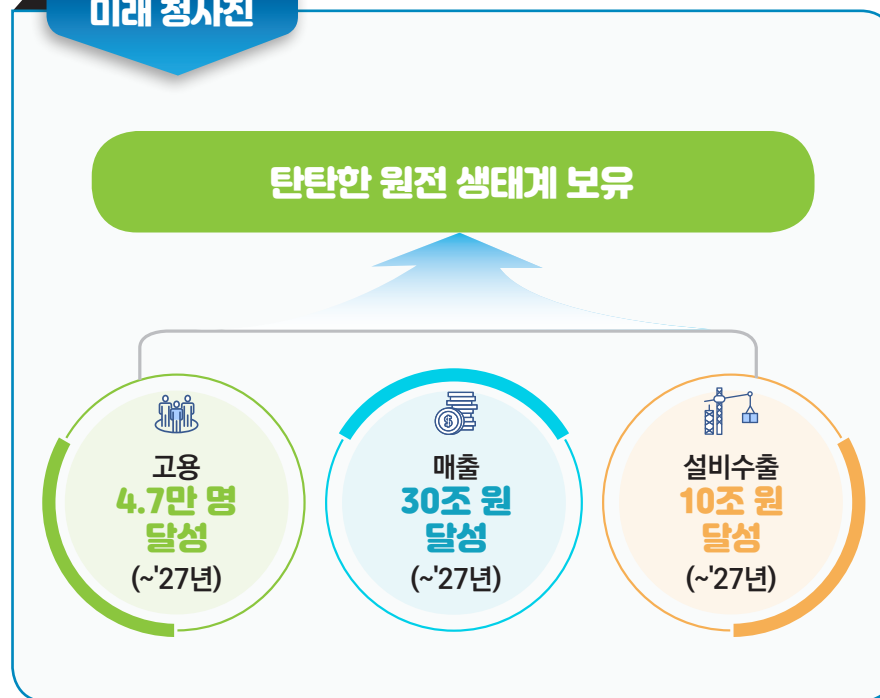 미래 청사진
탄탄한 원전 생태계 보유
고용
4.7만 명
달성
(~'27년)
매출
30조 원
달성
(~'27년)
설비수출
10조 원
달성
(~'27년)